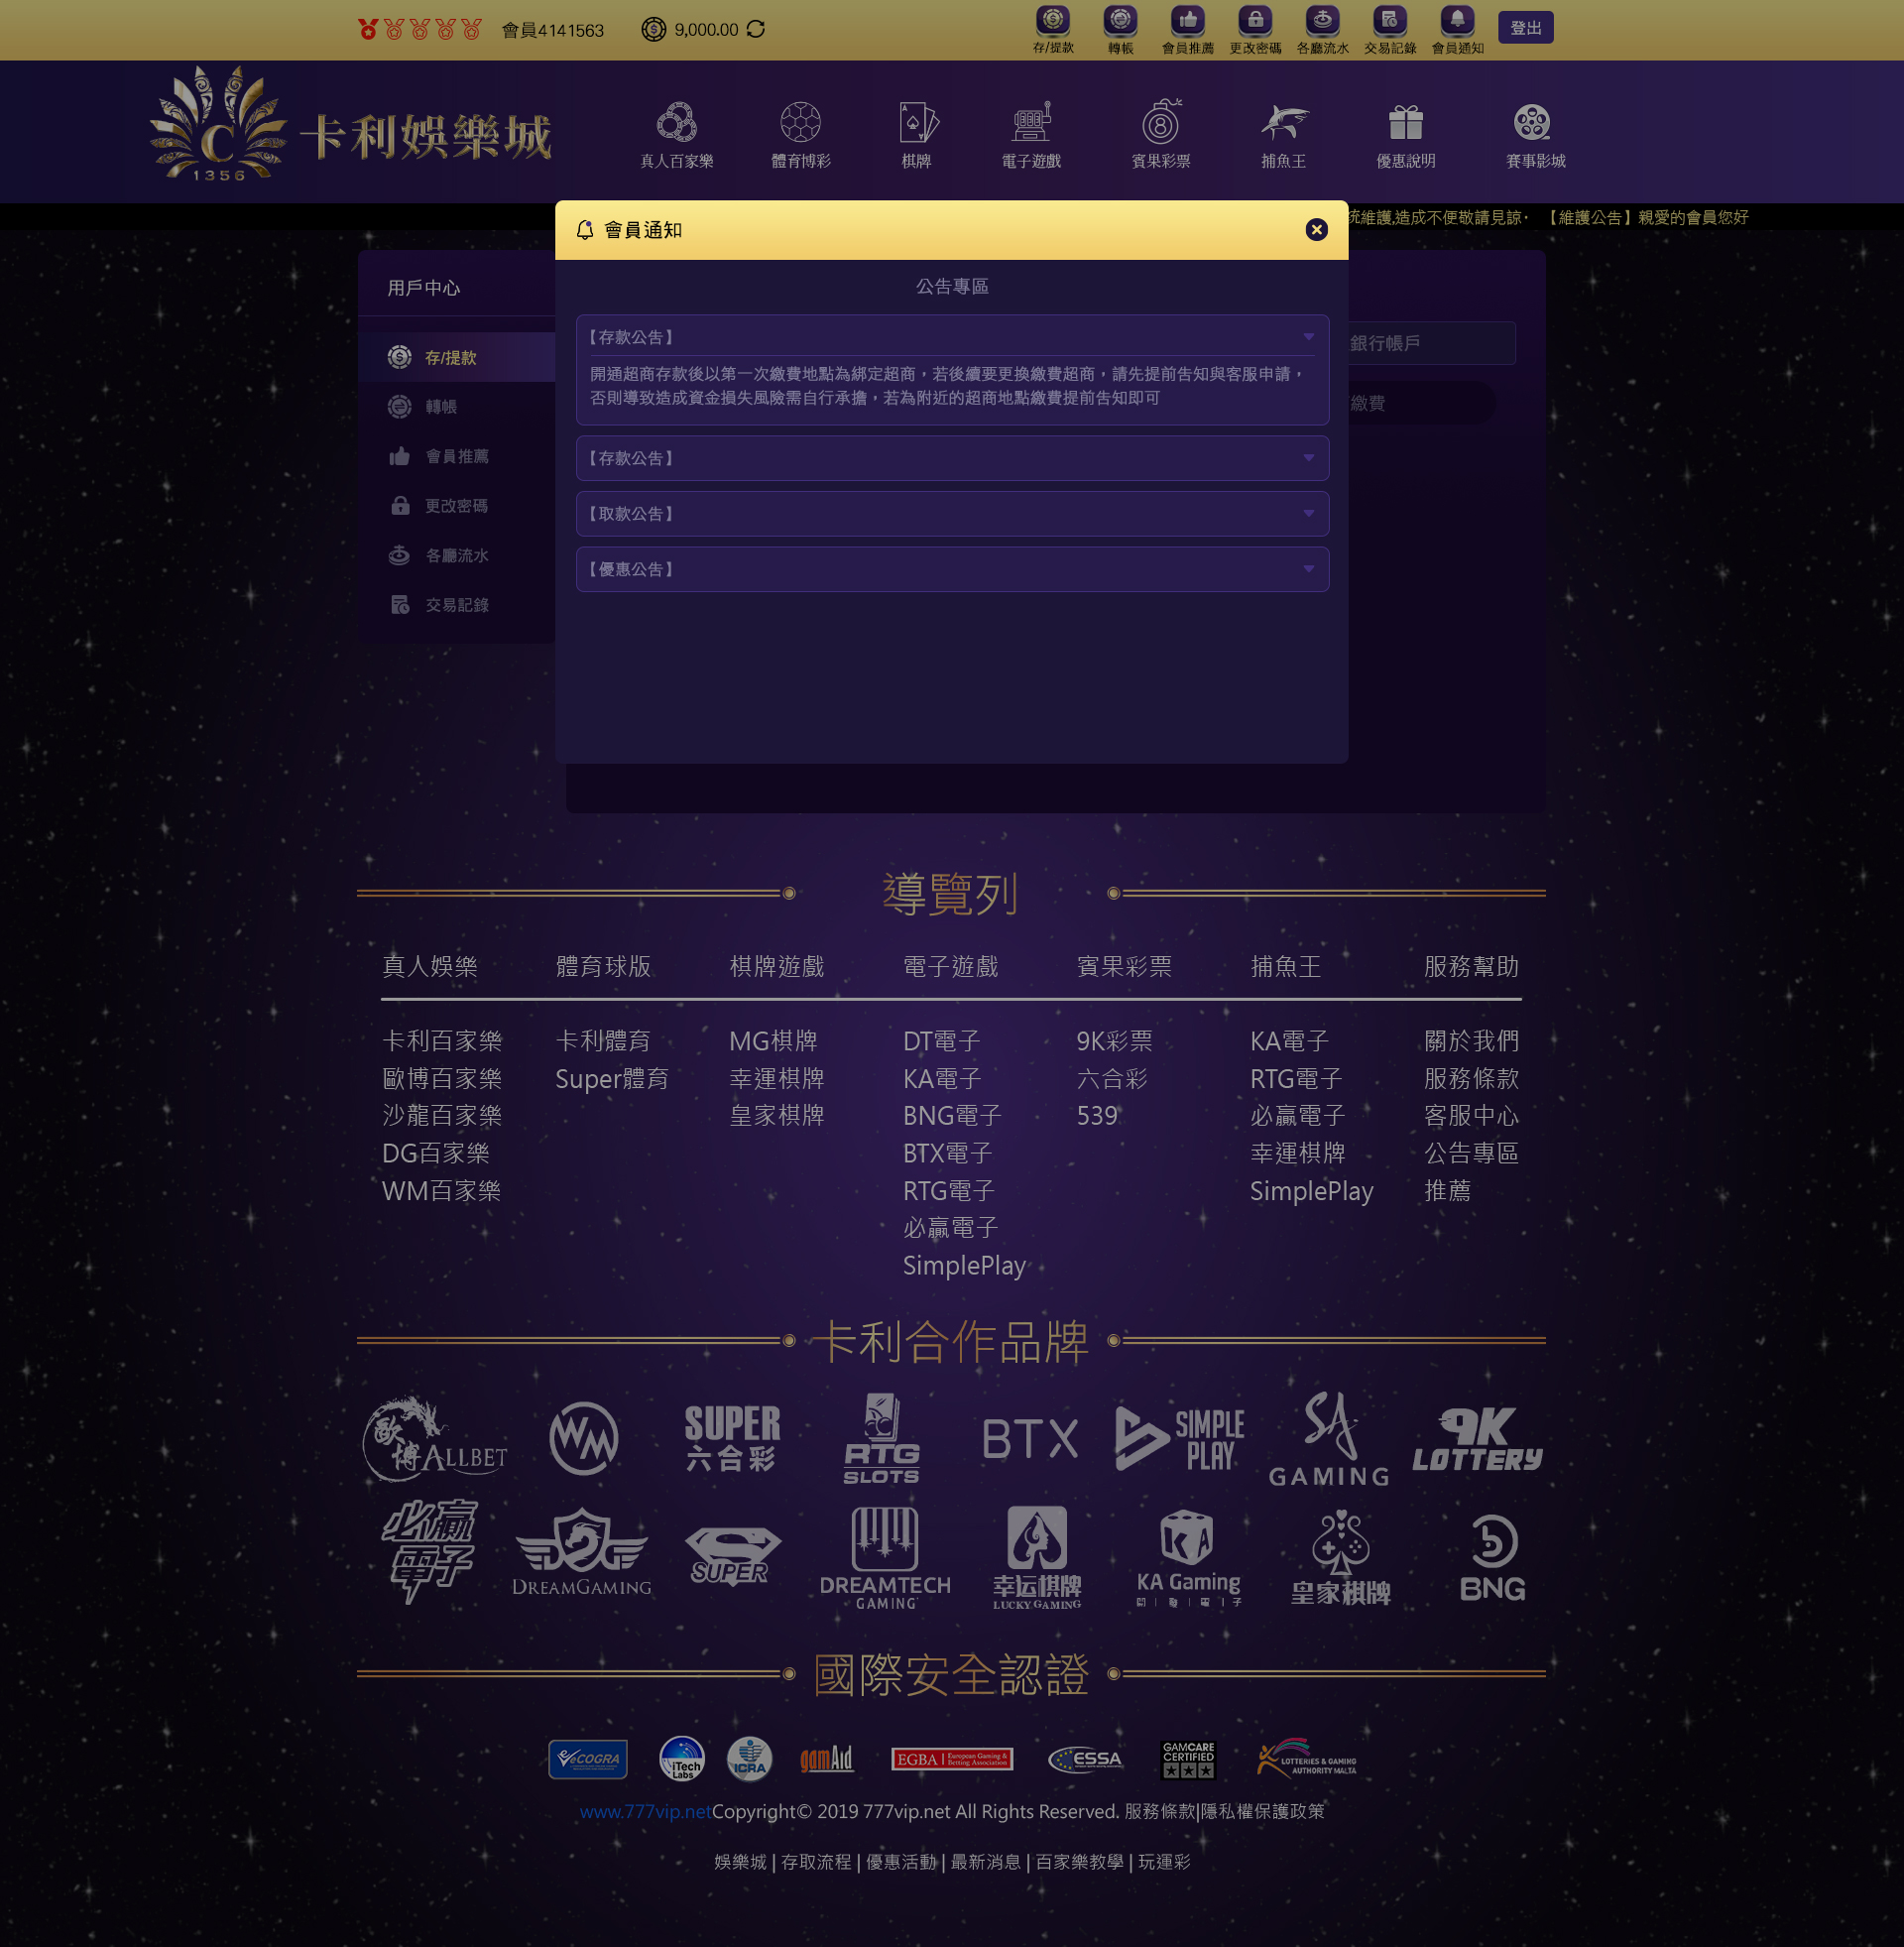 會員4141563
9,000.00
存/提款
轉帳
會員推薦
更改密碼
各廳流水
交易記錄
會員通知
登出
C
1356
卡利娛樂城
真人百家樂
體育博彩
棋牌
電子遊戲
賓果彩票
捕魚王
優惠說明
賽事影城
統維護,造成不便敬請見諒· 【維護公告】親愛的會員您好
用戶中心
存/提款
轉帳
會員推薦
更改密碼
各廳流水
交易記錄
銀行帳戶
繳費
會員通知
公告專區
【存款公告】
開通超商存款後以第一次繳費地點為綁定超商，若後續要更換繳費超商，請先提前告知與客服申請，
否則導致造成資金損失風險需自行承擔，若為附近的超商地點繳費提前告知即可
【存款公告】
【取款公告】
【優惠公告】
導覽列
真人娛樂
體育球版
棋牌遊戲
電子遊戲
賓果彩票
捕魚王
服務幫助
卡利百家樂
歐博百家樂
沙龍百家樂
DG百家樂
WM百家樂
卡利體育
Super體育
MG棋牌
幸運棋牌
皇家棋牌
DT電子
KA電子
BNG電子
BTX電子
RTG電子
必贏電子
SimplePlay
9K彩票
六合彩
539
KA電子
RTG電子
必贏電子
幸運棋牌
SimplePlay
關於我們
服務條款
客服中心
公告專區
推薦
卡利合作品牌
歐博ALLBET
WM
SUPER
六合彩
RTG
SLOTS
BTX
SIMPLE
PLAY
SA
GAMING
9K
LOTTERY
必贏
電子
DREAMGAMING
SUPER
DREAMTECH
GAMING
幸运棋牌
LUCKY GAMING
KA
KA Gaming
皇家棋牌
BNG
國際安全認證
eCOGRA
iTech
Labs
ICRA
gamAid
EGBA
European Gaming &
Betting Association
ESSA
GAMCARE
CERTIFIED
LOTTERIES & GAMING
AUTHORITY MALTA
www.777vip.netCopyright© 2019 777vip.net All Rights Reserved. 服務條款|隱私權保護政策
娛樂城 | 存取流程 | 優惠活動 | 最新消息 | 百家樂教學 | 玩運彩